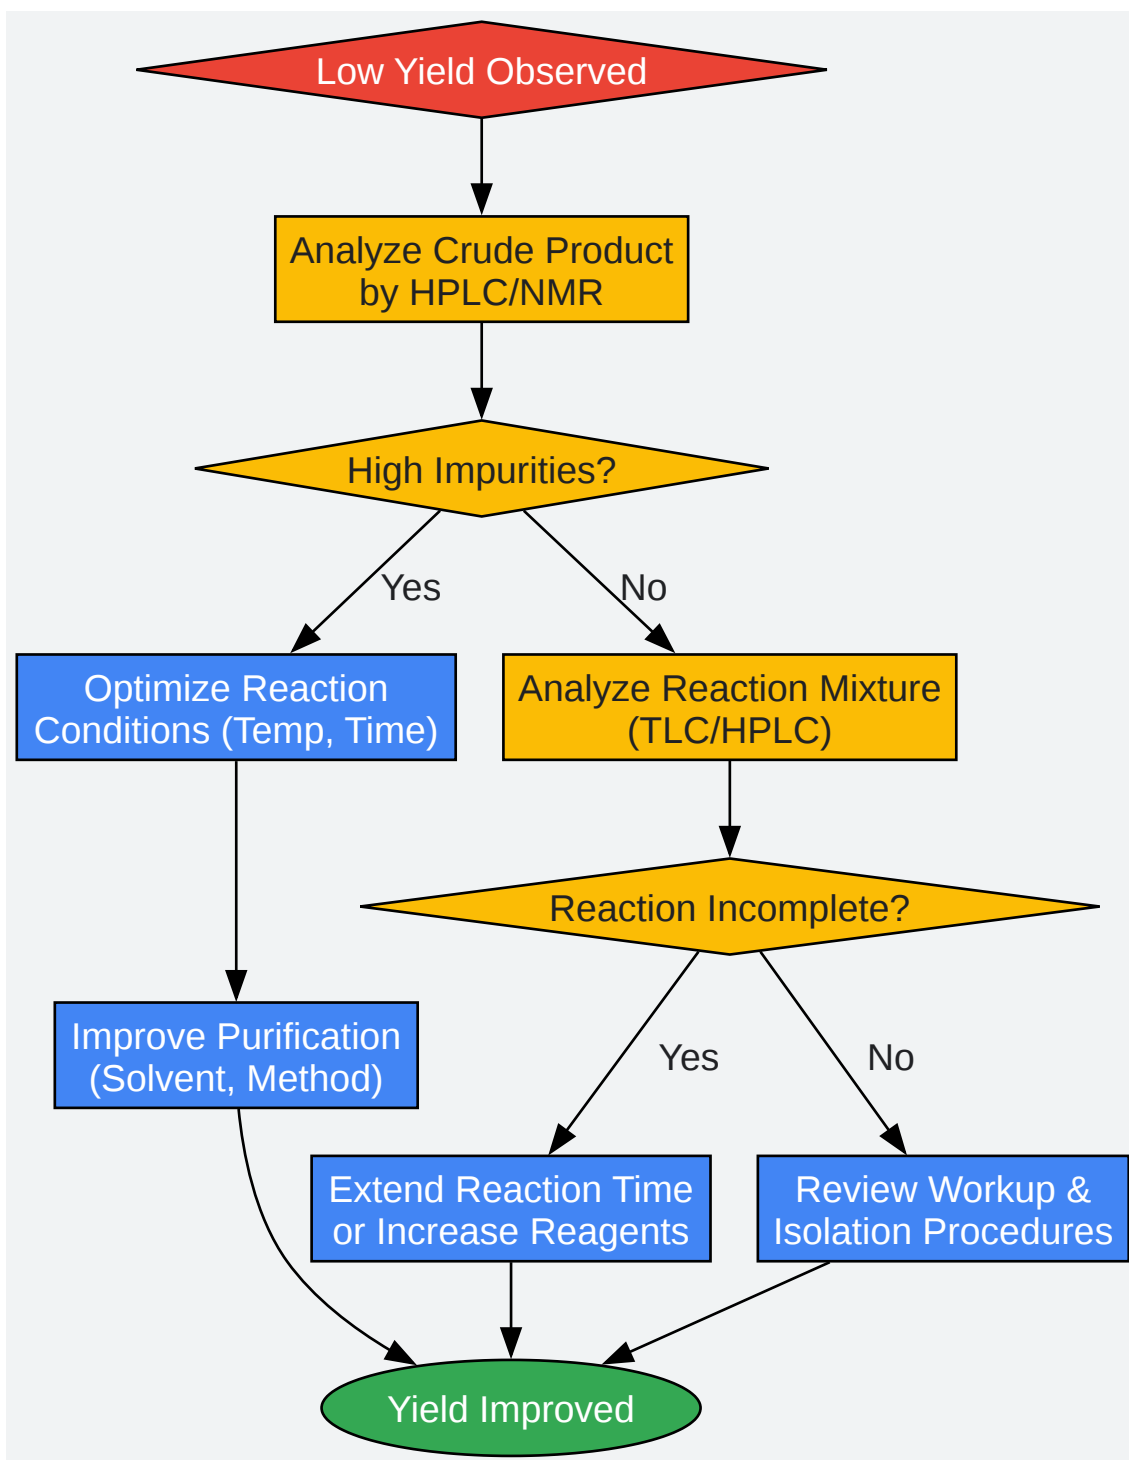 Low Yield Observed
Analyze Crude Product
by HPLC/NMR
High Impurities?
Yes
No
Optimize Reaction
Conditions (Temp, Time)
Analyze Reaction Mixture
(TLC/HPLC)
Reaction Incomplete?
Improve Purification
(Solvent, Method)
Yes
No
Extend Reaction Time
or Increase Reagents
Review Workup &
Isolation Procedures
Yield Improved